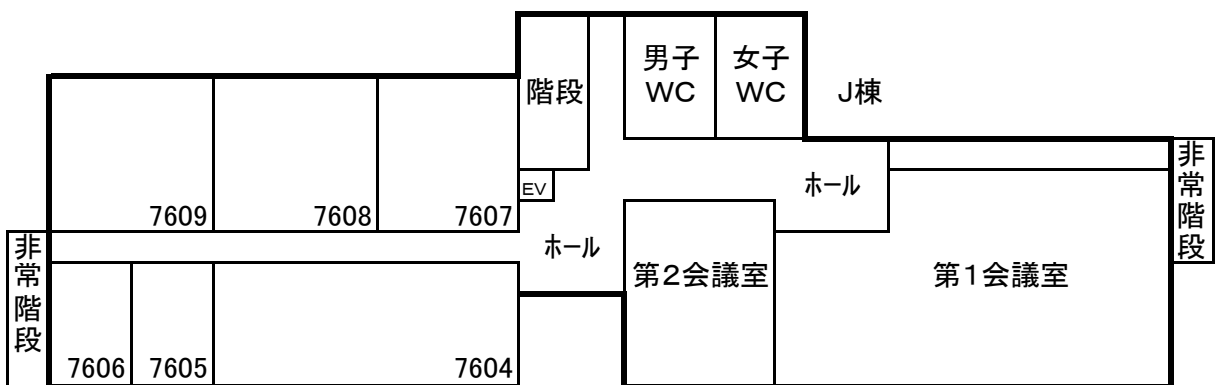 階段
男子
WC
女子
WC
J棟
非常階段
EV
ホール
7609
7608
7607
ホール
非常階段
第2会議室
第1会議室
7606
7605
7604